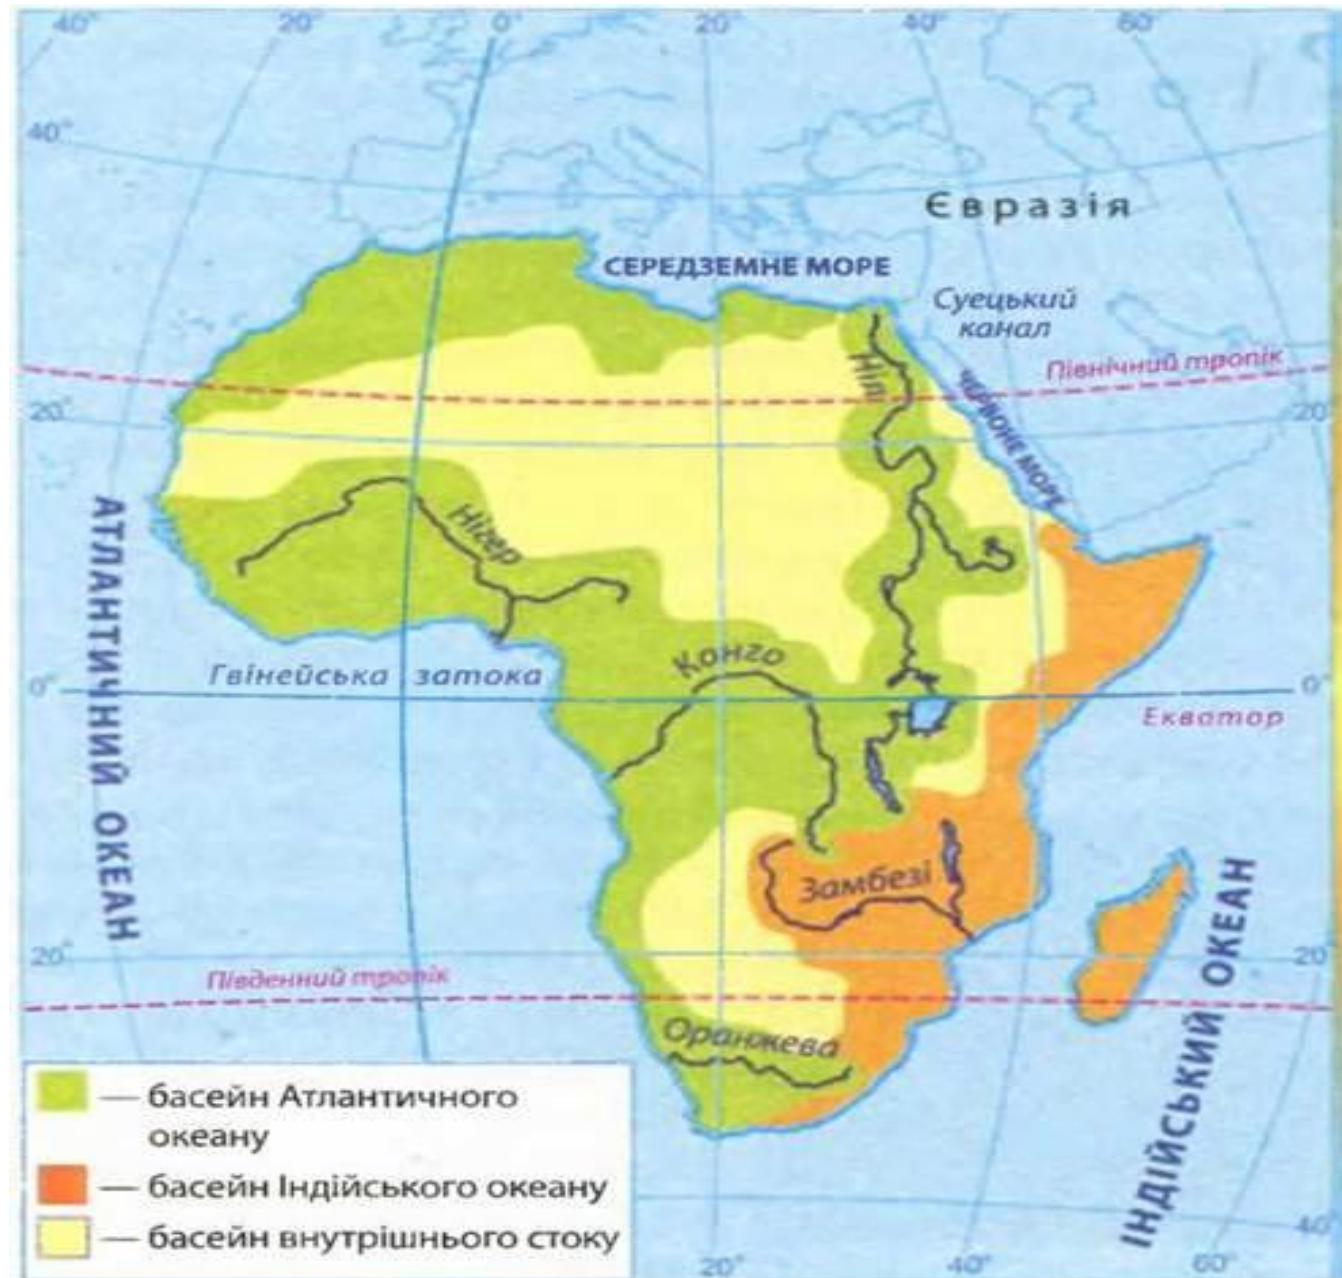 40° 20° 0° 20° 40° 60°
40°
Євразія
СЕРЕДЗЕМНЕ МОРЕ
Суецький
канал
Північний тропік
Ніл
ЧЕРВОНЕ МОРЕ
20° 20°
Нігер
АТЛАНТИЧНИЙ ОКЕАН
Конго
Гвінейська затока
0° 0°
Екватор
Замбезі
ІНДІЙСЬКИЙ ОКЕАН
20° 20°
Південний тропік
Оранжева
— басейн Атлантичного
океану
— басейн Індійського океану
— басейн внутрішнього стоку
40°
20° 40° 60°